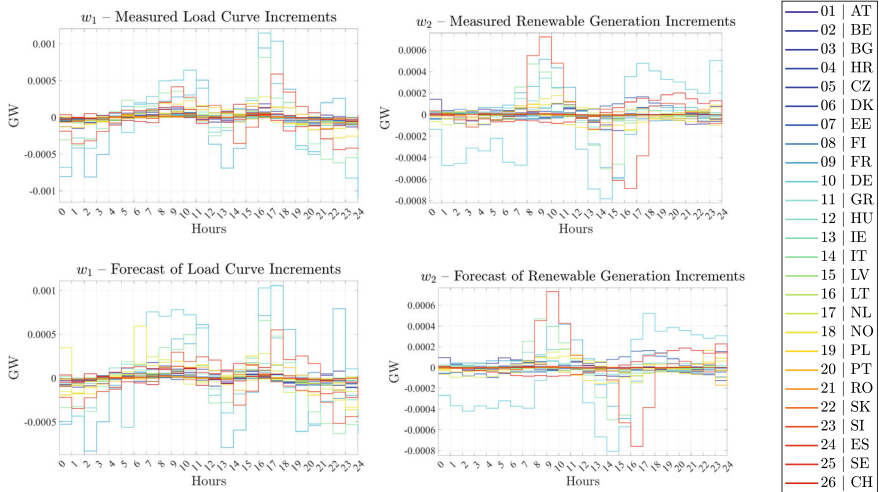 w₁ – Measured Load Curve Increments
0.001
0.0005
0
-0.0005
-0.001
GW
0 1 2 3 4 5 6 7 8 9 10 11 12 13 14 15 16 17 18 19 20 21 22 23 24
Hours
w₂ – Measured Renewable Generation Increments
0.0006
0.0004
0.0002
0
-0.0002
-0.0004
-0.0006
-0.0008
GW
0 1 2 3 4 5 6 7 8 9 10 11 12 13 14 15 16 17 18 19 20 21 22 23 24
Hours
w₁ – Forecast of Load Curve Increments
0.001
0.0005
0
-0.0005
GW
0 1 2 3 4 5 6 7 8 9 10 11 12 13 14 15 16 17 18 19 20 21 22 23 24
Hours
w₂ – Forecast of Renewable Generation Increments
0.0006
0.0004
0.0002
0
-0.0002
-0.0004
-0.0006
-0.0008
GW
0 1 2 3 4 5 6 7 8 9 10 11 12 13 14 15 16 17 18 19 20 21 22 23 24
Hours
01 | AT
02 | BE
03 | BG
04 | HR
05 | CZ
06 | DK
07 | EE
08 | FI
09 | FR
10 | DE
11 | GR
12 | HU
13 | IE
14 | IT
15 | LV
16 | LT
17 | NL
18 | NO
19 | PL
20 | PT
21 | RO
22 | SK
23 | SI
24 | ES
25 | SE
26 | CH